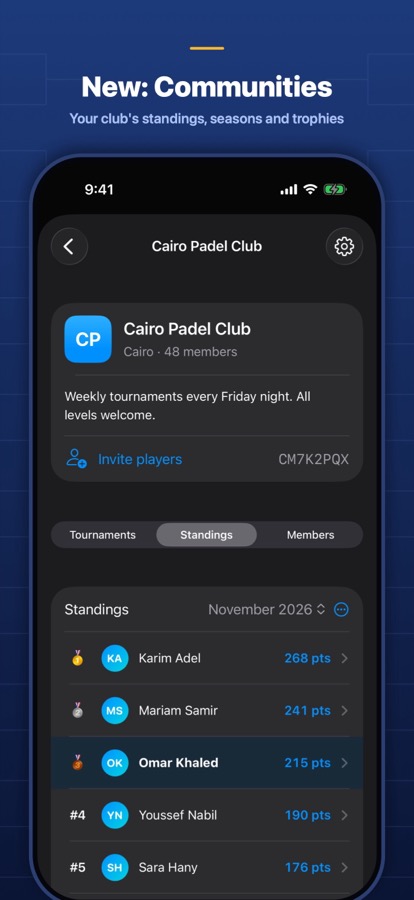 New: Communities
Your club's standings, seasons and trophies
9:41
Cairo Padel Club
CP
Cairo Padel Club
Cairo · 48 members
Weekly tournaments every Friday night. All
levels welcome.
Invite players CM7K2PQX
Tournaments Standings Members
Standings November 2026
KA Karim Adel 268 pts
MS Mariam Samir 241 pts
OK Omar Khaled 215 pts
#4 YN Youssef Nabil 190 pts
#5 SH Sara Hany 176 pts